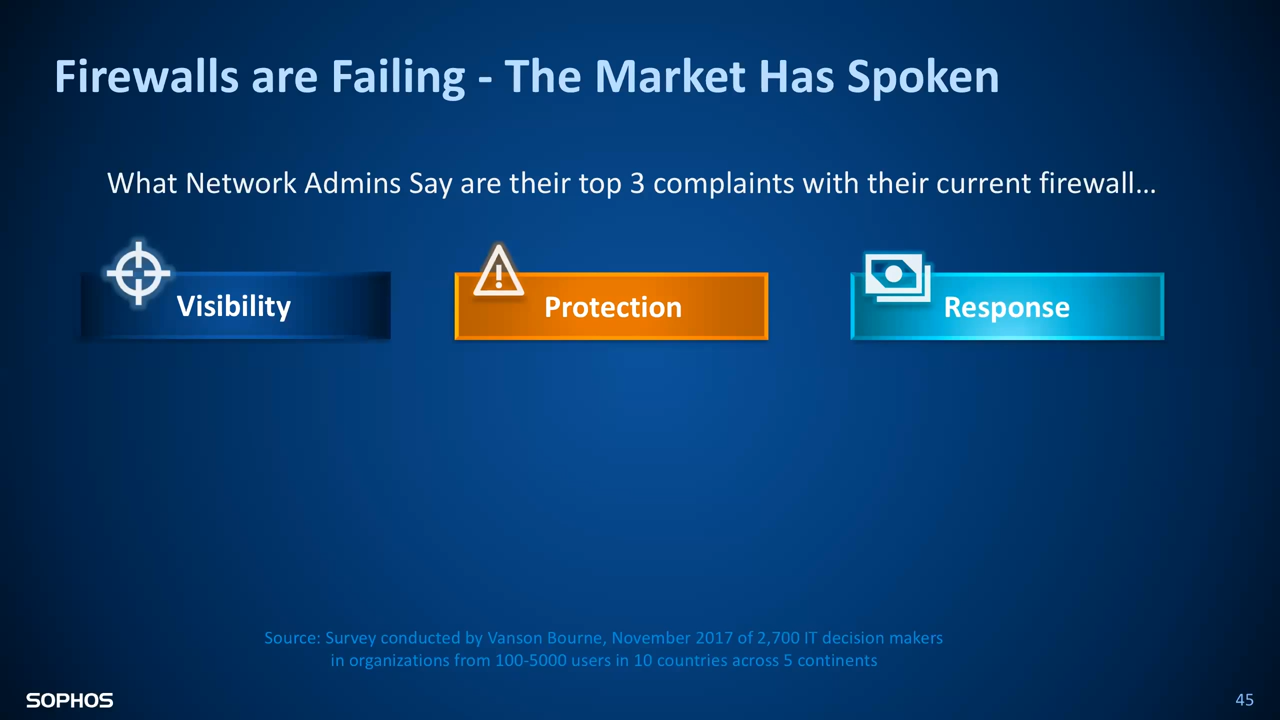 Firewalls are Failing - The Market Has Spoken
What Network Admins Say are their top 3 complaints with their current firewall...
Visibility
Protection
Response
Source: Survey conducted by Vanson Bourne, November 2017 of 2,700 IT decision makers
in organizations from 100-5000 users in 10 countries across 5 continents
SOPHOS
45